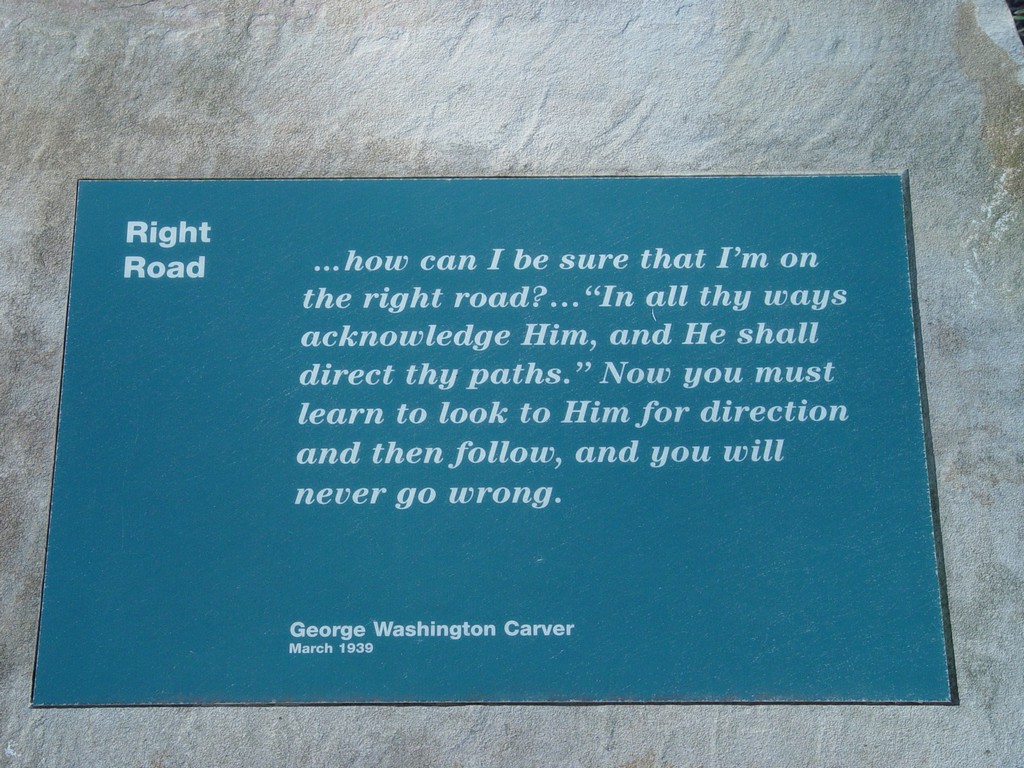 Right
Road
...how can I be sure that I'm on
the right road?..."In all thy ways
acknowledge Him, and He shall
direct thy paths." Now you must
learn to look to Him for direction
and then follow, and you will
never go wrong.
George Washington Carver
March 1939